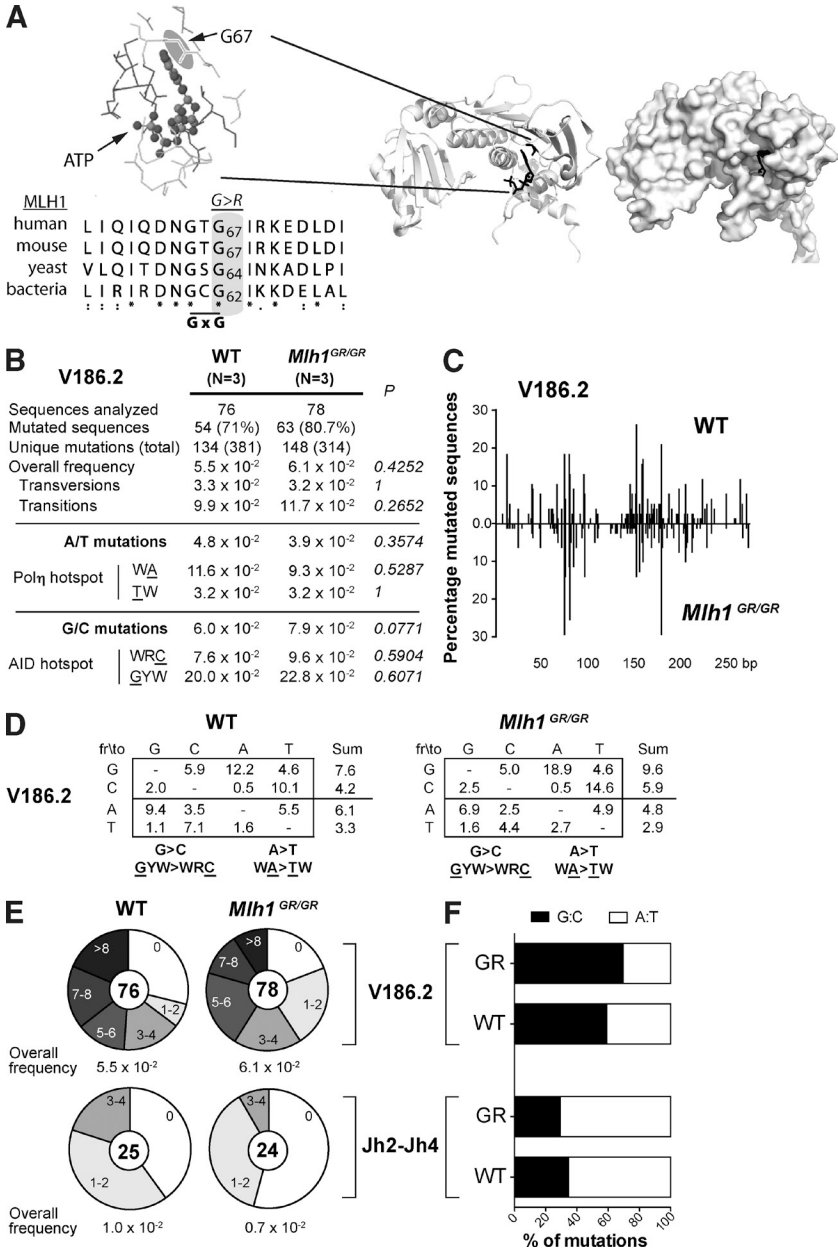 A
G67
ATP
MLH1 G>R
human L I Q I Q D N G T G67 I R K E D L D I
mouse L I Q I Q D N G T G67 I R K E D L D I
yeast V L Q I T D N G S G64 I N K A D L P I
bacteria L I R I R D N G C G62 I K K D E L A L
: : * * * * * * . : :
G x G
B
V186.2 WT (N=3) Mlh1GR/GR (N=3) P
Sequences analyzed 76 78
Mutated sequences 54 (71%) 63 (80.7%)
Unique mutations (total) 134 (381) 148 (314)
Overall frequency 5.5 x 10-2 6.1 x 10-2 0.4252
Transversions 3.3 x 10-2 3.2 x 10-2 1
Transitions 9.9 x 10-2 11.7 x 10-2 0.2652
A/T mutations 4.8 x 10-2 3.9 x 10-2 0.3574
Polη hotspot WA 11.6 x 10-2 9.3 x 10-2 0.5287
TW 3.2 x 10-2 3.2 x 10-2 1
G/C mutations 6.0 x 10-2 7.9 x 10-2 0.0771
AID hotspot WRC 7.6 x 10-2 9.6 x 10-2 0.5904
GYW 20.0 x 10-2 22.8 x 10-2 0.6071
C
V186.2
WT
Percentage mutated sequences
30
20
10
0.0
10
20
30
Mlh1 GR/GR
50 100 150 200 250 bp
D
WT
fr\to G C A T Sum
V186.2
G - 5.9 12.2 4.6 7.6
C 2.0 - 0.5 10.1 4.2
A 9.4 3.5 - 5.5 6.1
T 1.1 7.1 1.6 - 3.3
G>C A>T
GYW>WRC WA>TW
Mlh1GR/GR
fr\to G C A T Sum
G - 5.0 18.9 4.6 9.6
C 2.5 - 0.5 14.6 5.9
A 6.9 2.5 - 4.9 4.8
T 1.6 4.4 2.7 - 2.9
G>C A>T
GYW>WRC WA>TW
E
WT Mlh1GR/GR
>8 0 7-8 1-2 5-6 3-4 76
>8 0 7-8 5-6 1-2 3-4 78
V186.2
Overall frequency 5.5 x 10-2 6.1 x 10-2
3-4 0 25 1-2
3-4 0 24 1-2
Jh2-Jh4
Overall frequency 1.0 x 10-2 0.7 x 10-2
F
G:C A:T
GR
WT
GR
WT
0 20 40 60 80 100
% of mutations